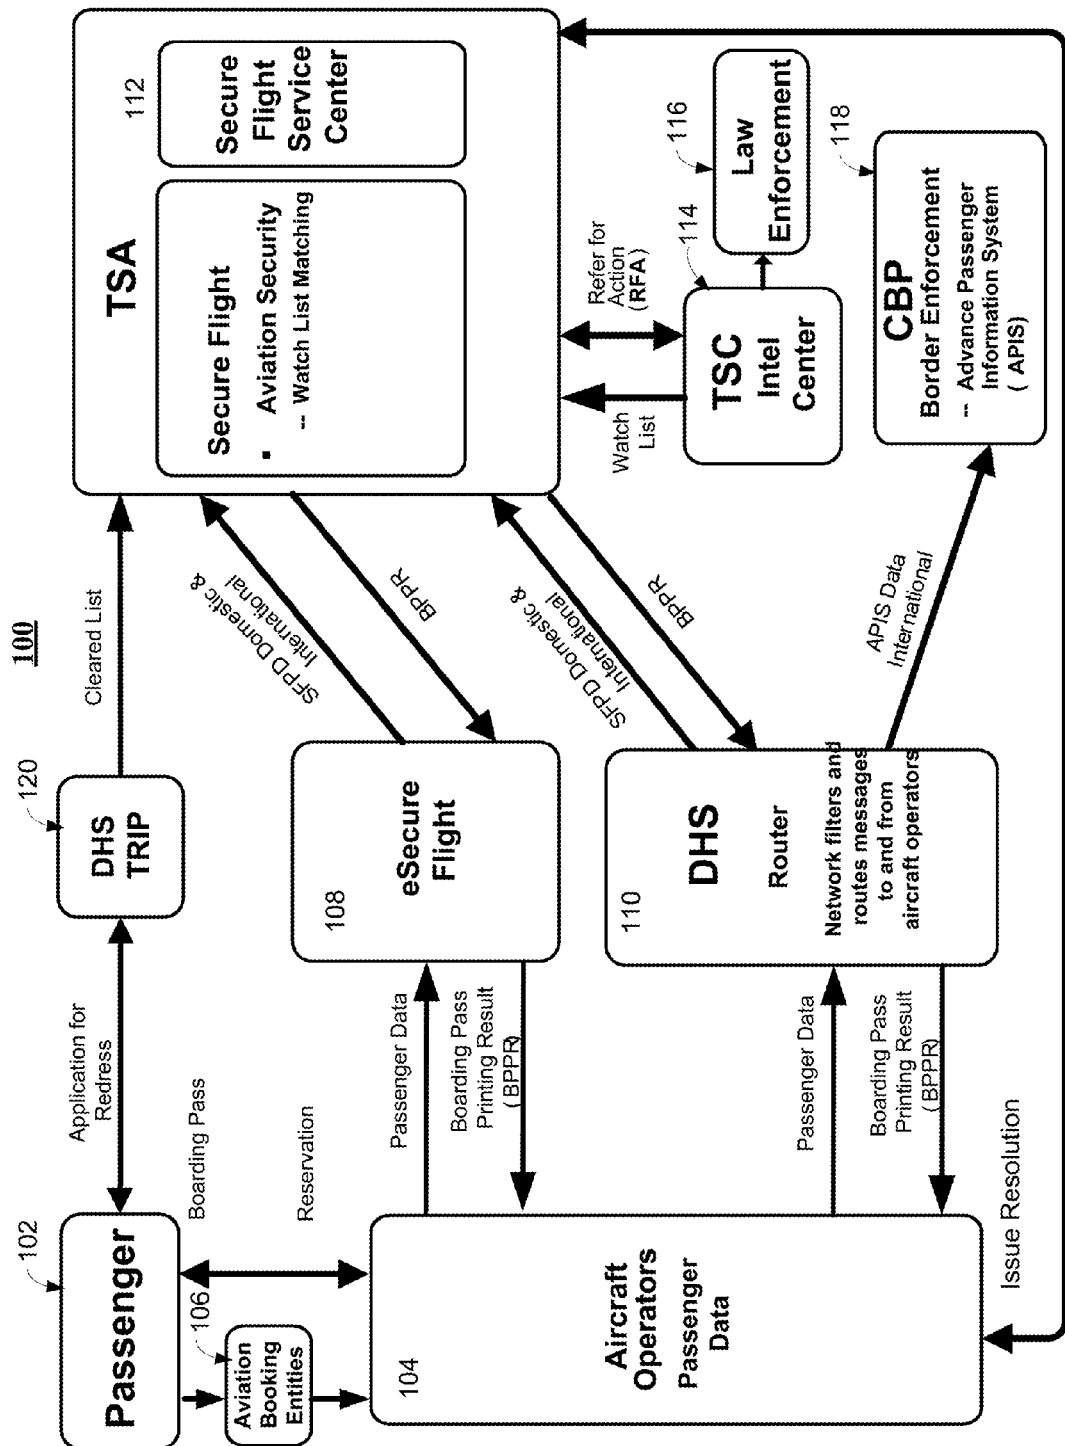 100
102
Passenger
Application for
Redress
120
DHS
TRIP
Cleared List
TSA
112
Secure Flight
▪ Aviation Security
-- Watch List Matching
Secure
Flight
Service
Center
Boarding Pass
Reservation
106
Aviation
Booking
Entities
104
Aircraft
Operators
Passenger
Data
Passenger Data
Boarding Pass
Printing Result
( BPPR)
108
eSecure
Flight
SFPD Domestic &
International
BPPR
Passenger Data
Boarding Pass
Printing Result
( BPPR)
110
DHS
Router
Network filters and
routes messages
to and from
aircraft operators
SFPD Domestic &
International
BPPR
APIS Data
International
Watch
List
Refer for
Action
( RFA)
114
TSC
Intel
Center
116
Law
Enforcement
118
CBP
Border Enforcement
-- Advance Passenger
Information System
( APIS)
Issue Resolution